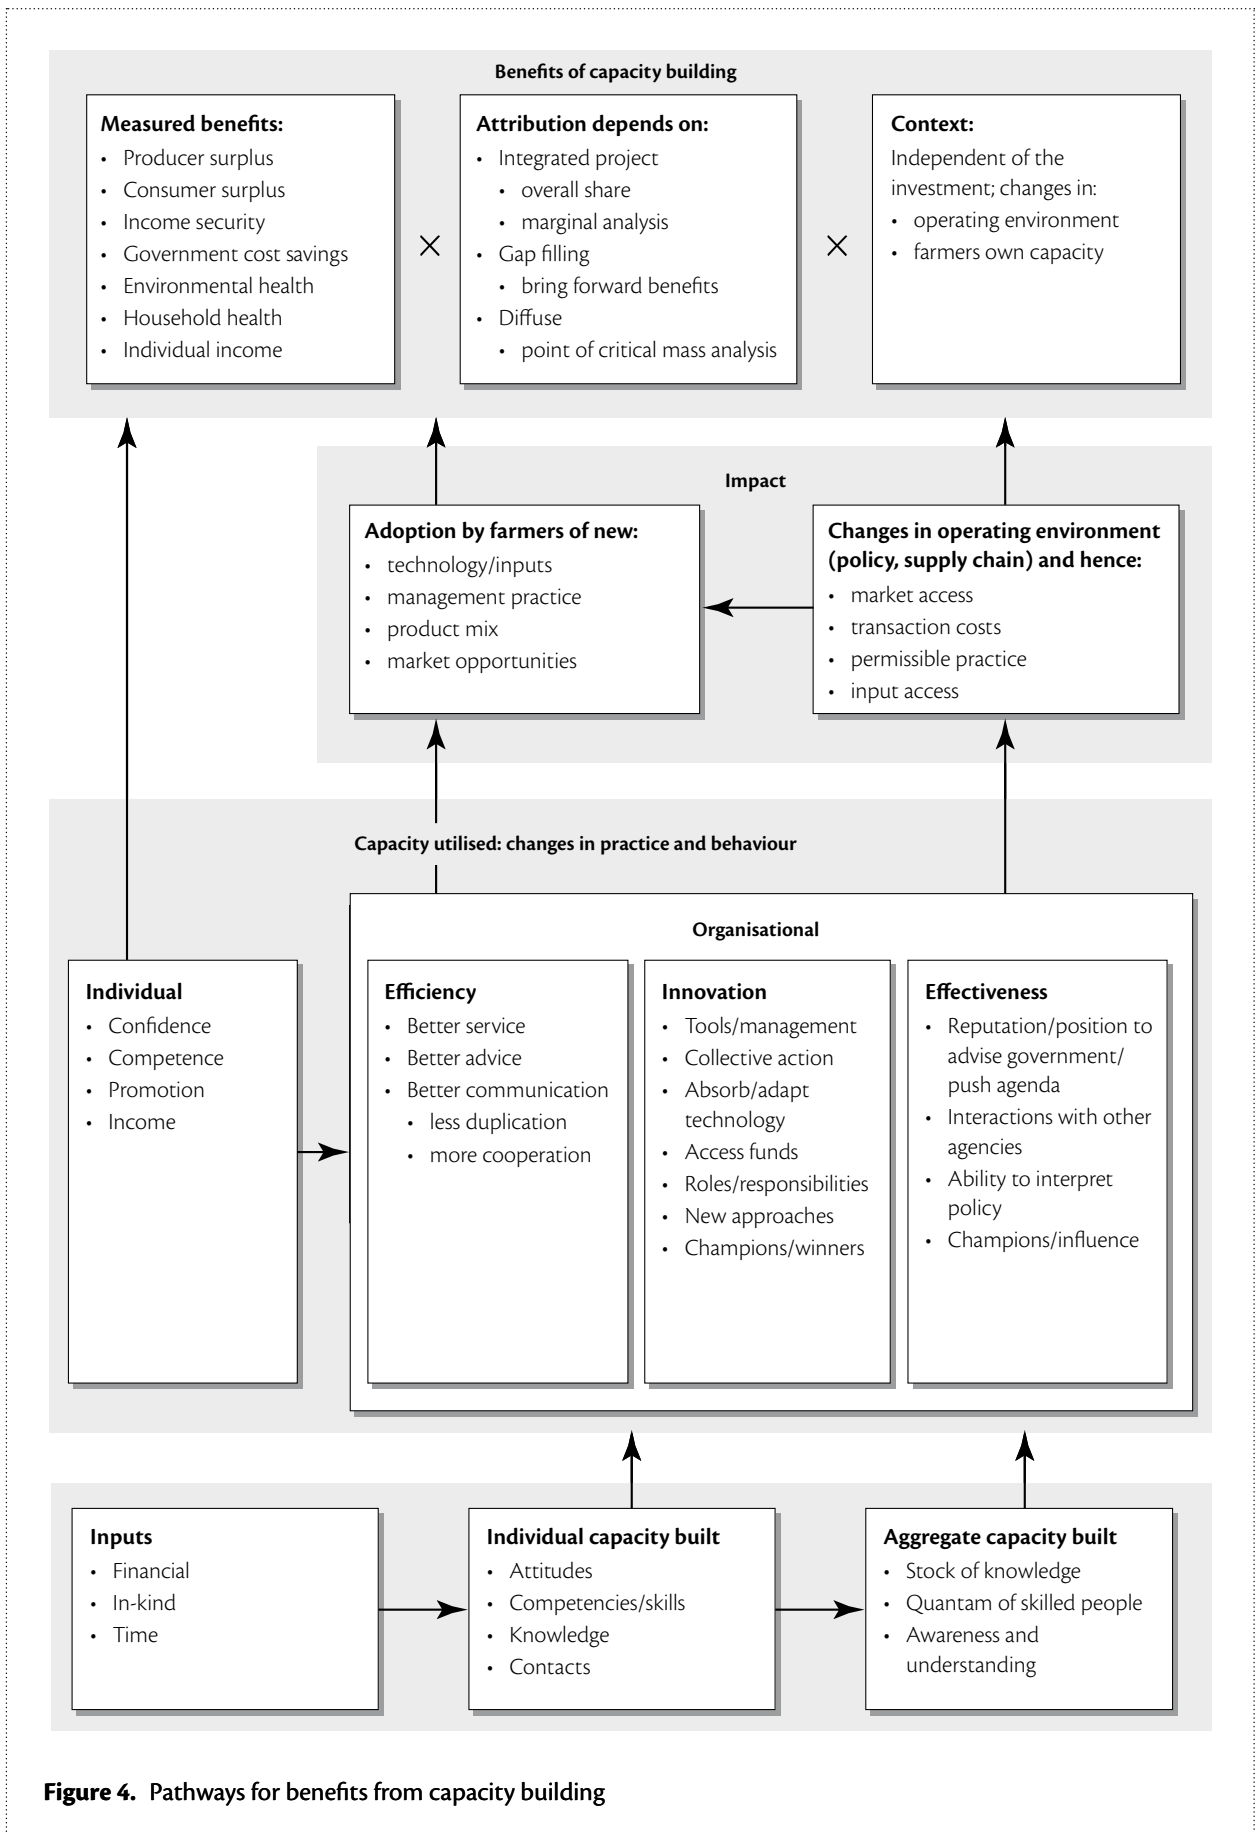 Benefits of capacity building
Measured benefits:
• Producer surplus
• Consumer surplus
• Income security
• Government cost savings
• Environmental health
• Household health
• Individual income
×
Attribution depends on:
• Integrated project
• overall share
• marginal analysis
• Gap filling
• bring forward benefits
• Diffuse
• point of critical mass analysis
×
Context:
Independent of the
investment; changes in:
• operating environment
• farmers own capacity
Impact
Adoption by farmers of new:
• technology/inputs
• management practice
• product mix
• market opportunities
Changes in operating environment
(policy, supply chain) and hence:
• market access
• transaction costs
• permissible practice
• input access
Capacity utilised: changes in practice and behaviour
Individual
• Confidence
• Competence
• Promotion
• Income
Organisational
Efficiency
• Better service
• Better advice
• Better communication
• less duplication
• more cooperation
Innovation
• Tools/management
• Collective action
• Absorb/adapt
technology
• Access funds
• Roles/responsibilities
• New approaches
• Champions/winners
Effectiveness
• Reputation/position to
advise government/
push agenda
• Interactions with other
agencies
• Ability to interpret
policy
• Champions/influence
Inputs
• Financial
• In-kind
• Time
Individual capacity built
• Attitudes
• Competencies/skills
• Knowledge
• Contacts
Aggregate capacity built
• Stock of knowledge
• Quantam of skilled people
• Awareness and
understanding
Figure 4. Pathways for benefits from capacity building